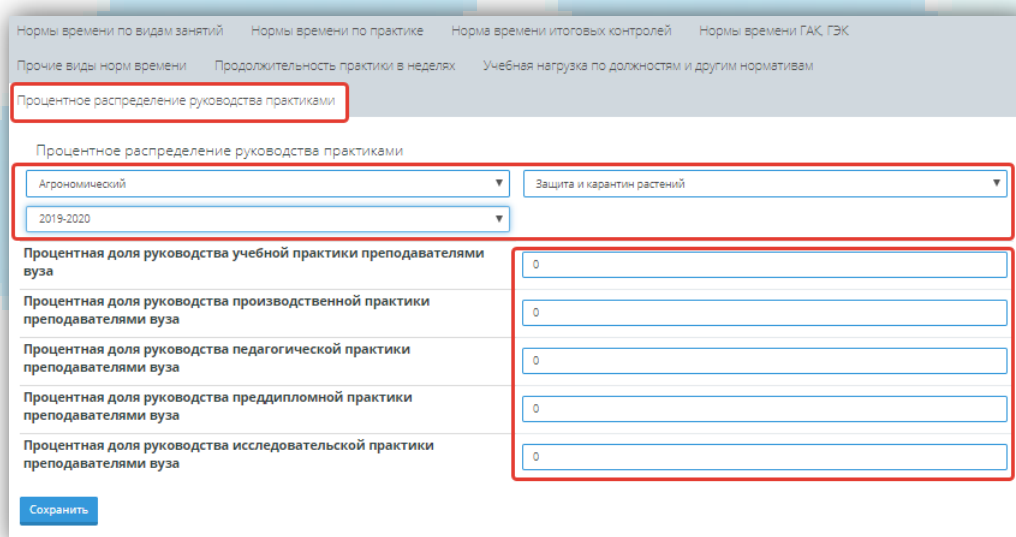 Нормы времени по видам занятий Нормы времени по практике Норма времени итоговых контролей Нормы времени ГАК, ГЭК
Прочие виды норм времени Продолжительность практики в неделях Учебная нагрузка по должностям и другим нормативам
Процентное распределение руководства практиками
Процентное распределение руководства практиками
Агрономический Защита и карантин растений
2019-2020
Процентная доля руководства учебной практики преподавателями
вуза
0
Процентная доля руководства производственной практики
преподавателями вуза
0
Процентная доля руководства педагогической практики
преподавателями вуза
0
Процентная доля руководства преддипломной практики
преподавателями вуза
0
Процентная доля руководства исследовательской практики
преподавателями вуза
0
Сохранить